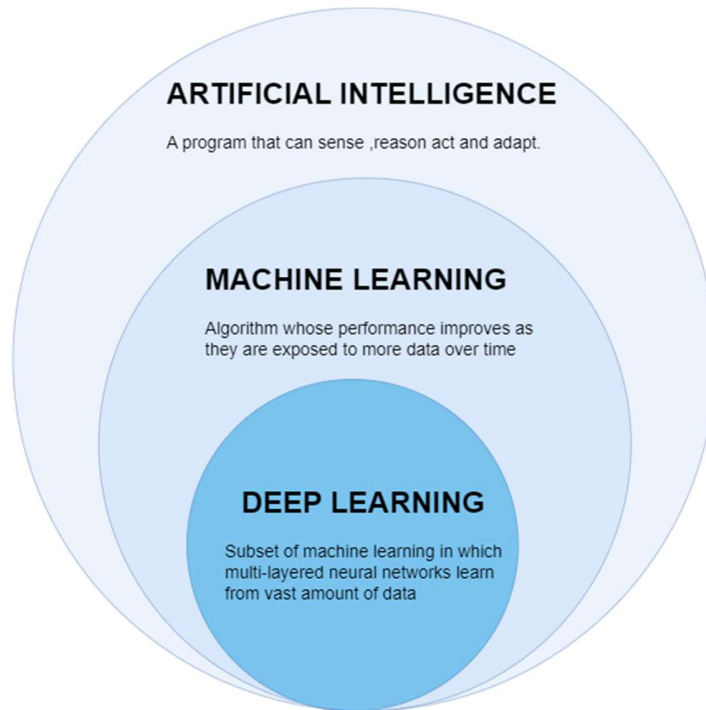 ARTIFICIAL INTELLIGENCE
A program that can sense ,reason act and adapt.
MACHINE LEARNING
Algorithm whose performance improves as
they are exposed to more data over time
DEEP LEARNING
Subset of machine learning in which
multi-layered neural networks learn
from vast amount of data